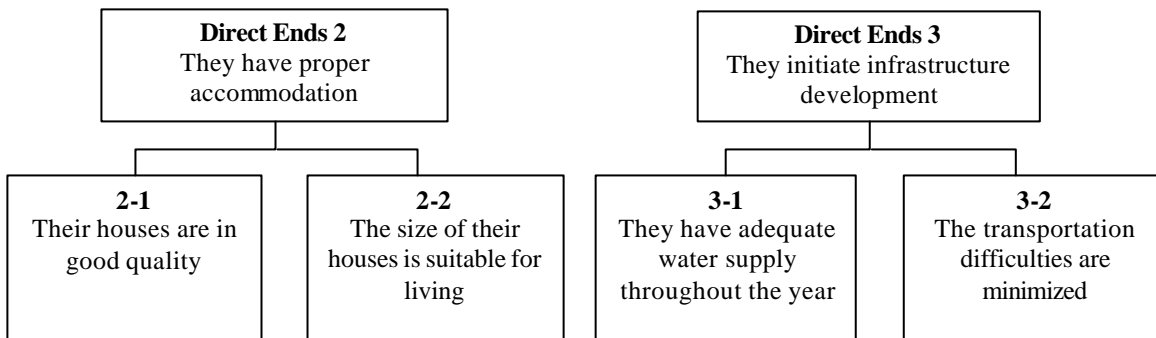 Direct Ends 2
They have proper
accommodation
Direct Ends 3
They initiate infrastructure
development
2-1
Their houses are in
good quality
2-2
The size of their
houses is suitable for
living
3-1
They have adequate
water supply
throughout the year
3-2
The transportation
difficulties are
minimized